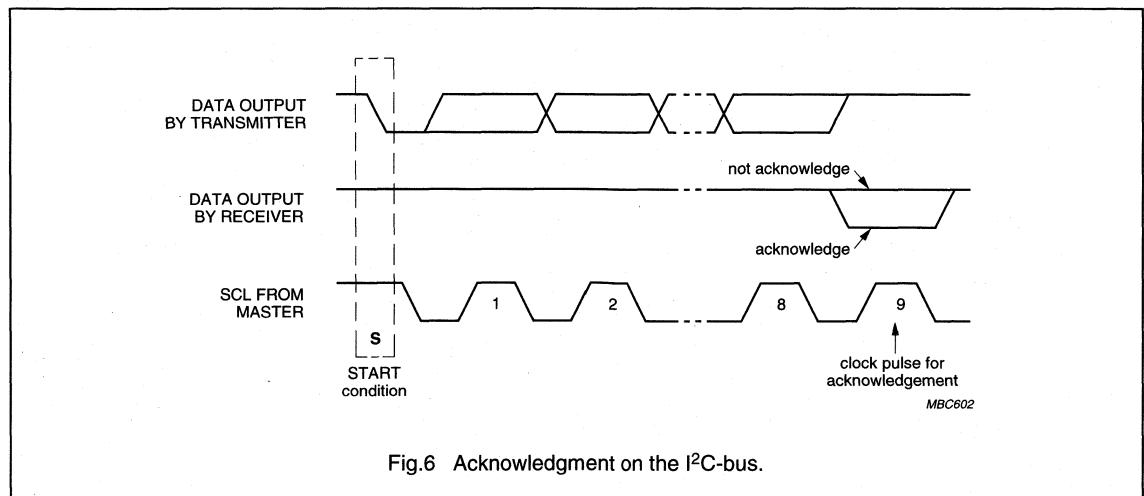 DATA OUTPUT
BY TRANSMITTER
not acknowledge
DATA OUTPUT
BY RECEIVER
acknowledge
SCL FROM
MASTER
1
2
8
9
S
START
condition
clock pulse for
acknowledgement
MBC602
Fig.6 Acknowledgment on the I²C-bus.